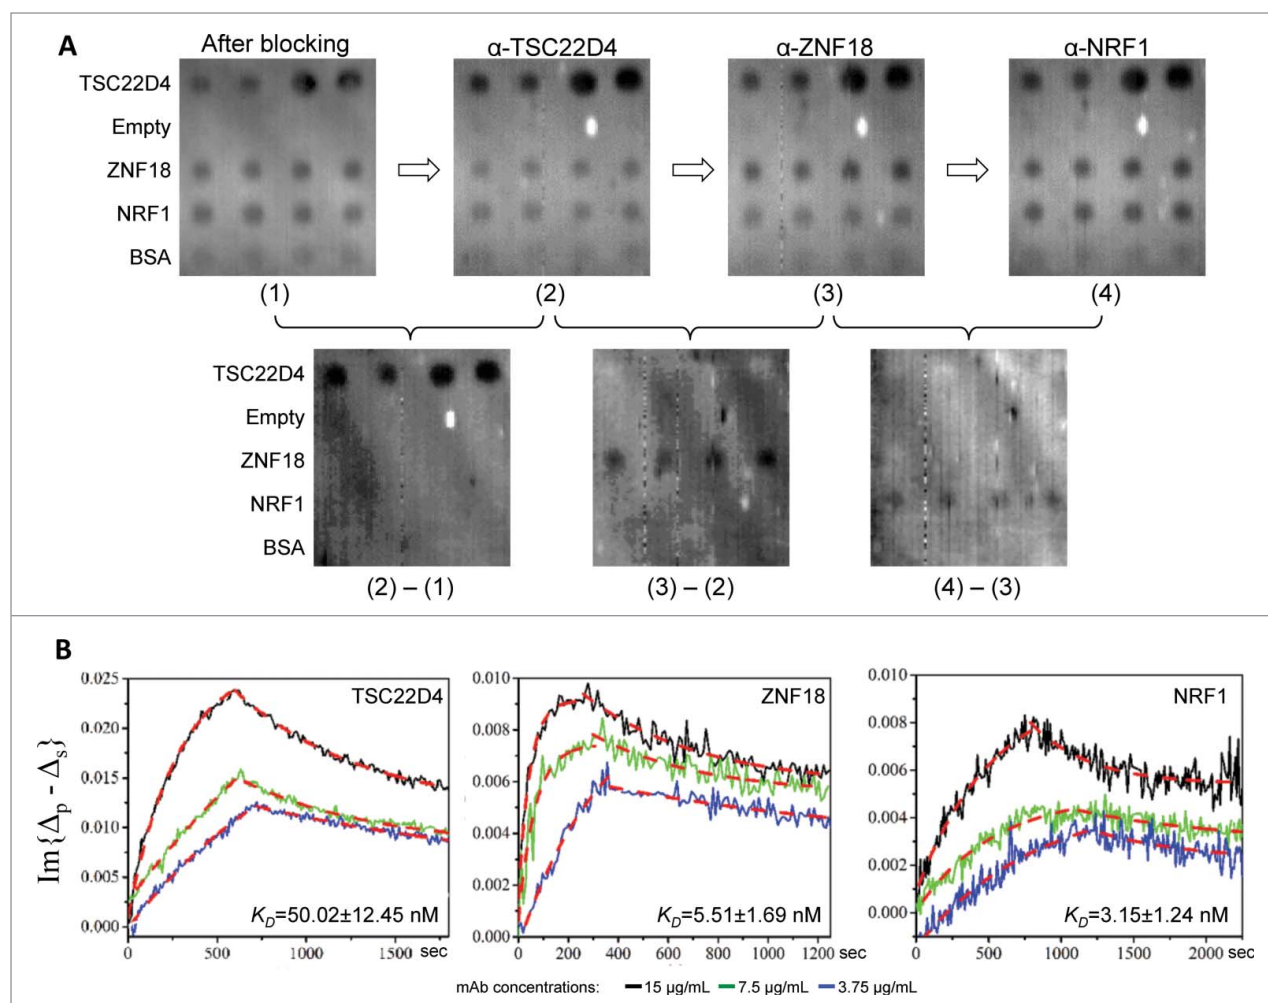 A
After blocking
α-TSC22D4
α-ZNF18
α-NRF1
TSC22D4
Empty
ZNF18
NRF1
BSA
(1)
(2)
(3)
(4)
TSC22D4
Empty
ZNF18
NRF1
BSA
(2) – (1)
(3) – (2)
(4) – (3)
B
Im{Δp - Δs}
0.025
0.020
0.015
0.010
0.005
0.000
TSC22D4
K_D=50.02±12.45 nM
0 500 1000 sec
0.010
0.008
0.006
0.004
0.002
0.000
ZNF18
K_D=5.51±1.69 nM
0 200 400 600 800 1000 1200 sec
0.010
0.008
0.006
0.004
0.002
0.000
NRF1
K_D=3.15±1.24 nM
0 500 1000 1500 2000 sec
mAb concentrations: 15 µg/mL 7.5 µg/mL 3.75 µg/mL